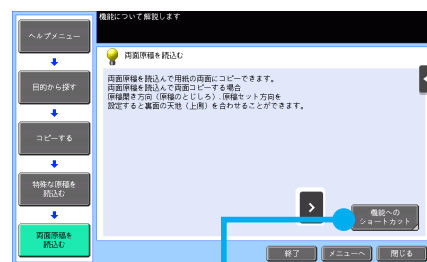 機能について解説します
ヘルプメニュー
目的から探す
コピーする
特殊な原稿を
読込む
両面原稿を
読込む
両面原稿を読込む
両面原稿を読込んで用紙の両面にコピーできます。
両面原稿を読込んで両面コピーする場合
原稿開き方向（原稿のとじしろ）.原稿セット方向を
設定すると裏面の天地（上側）を合わせることができます。
機能への
ショートカット
終了
メニューへ
閉じる